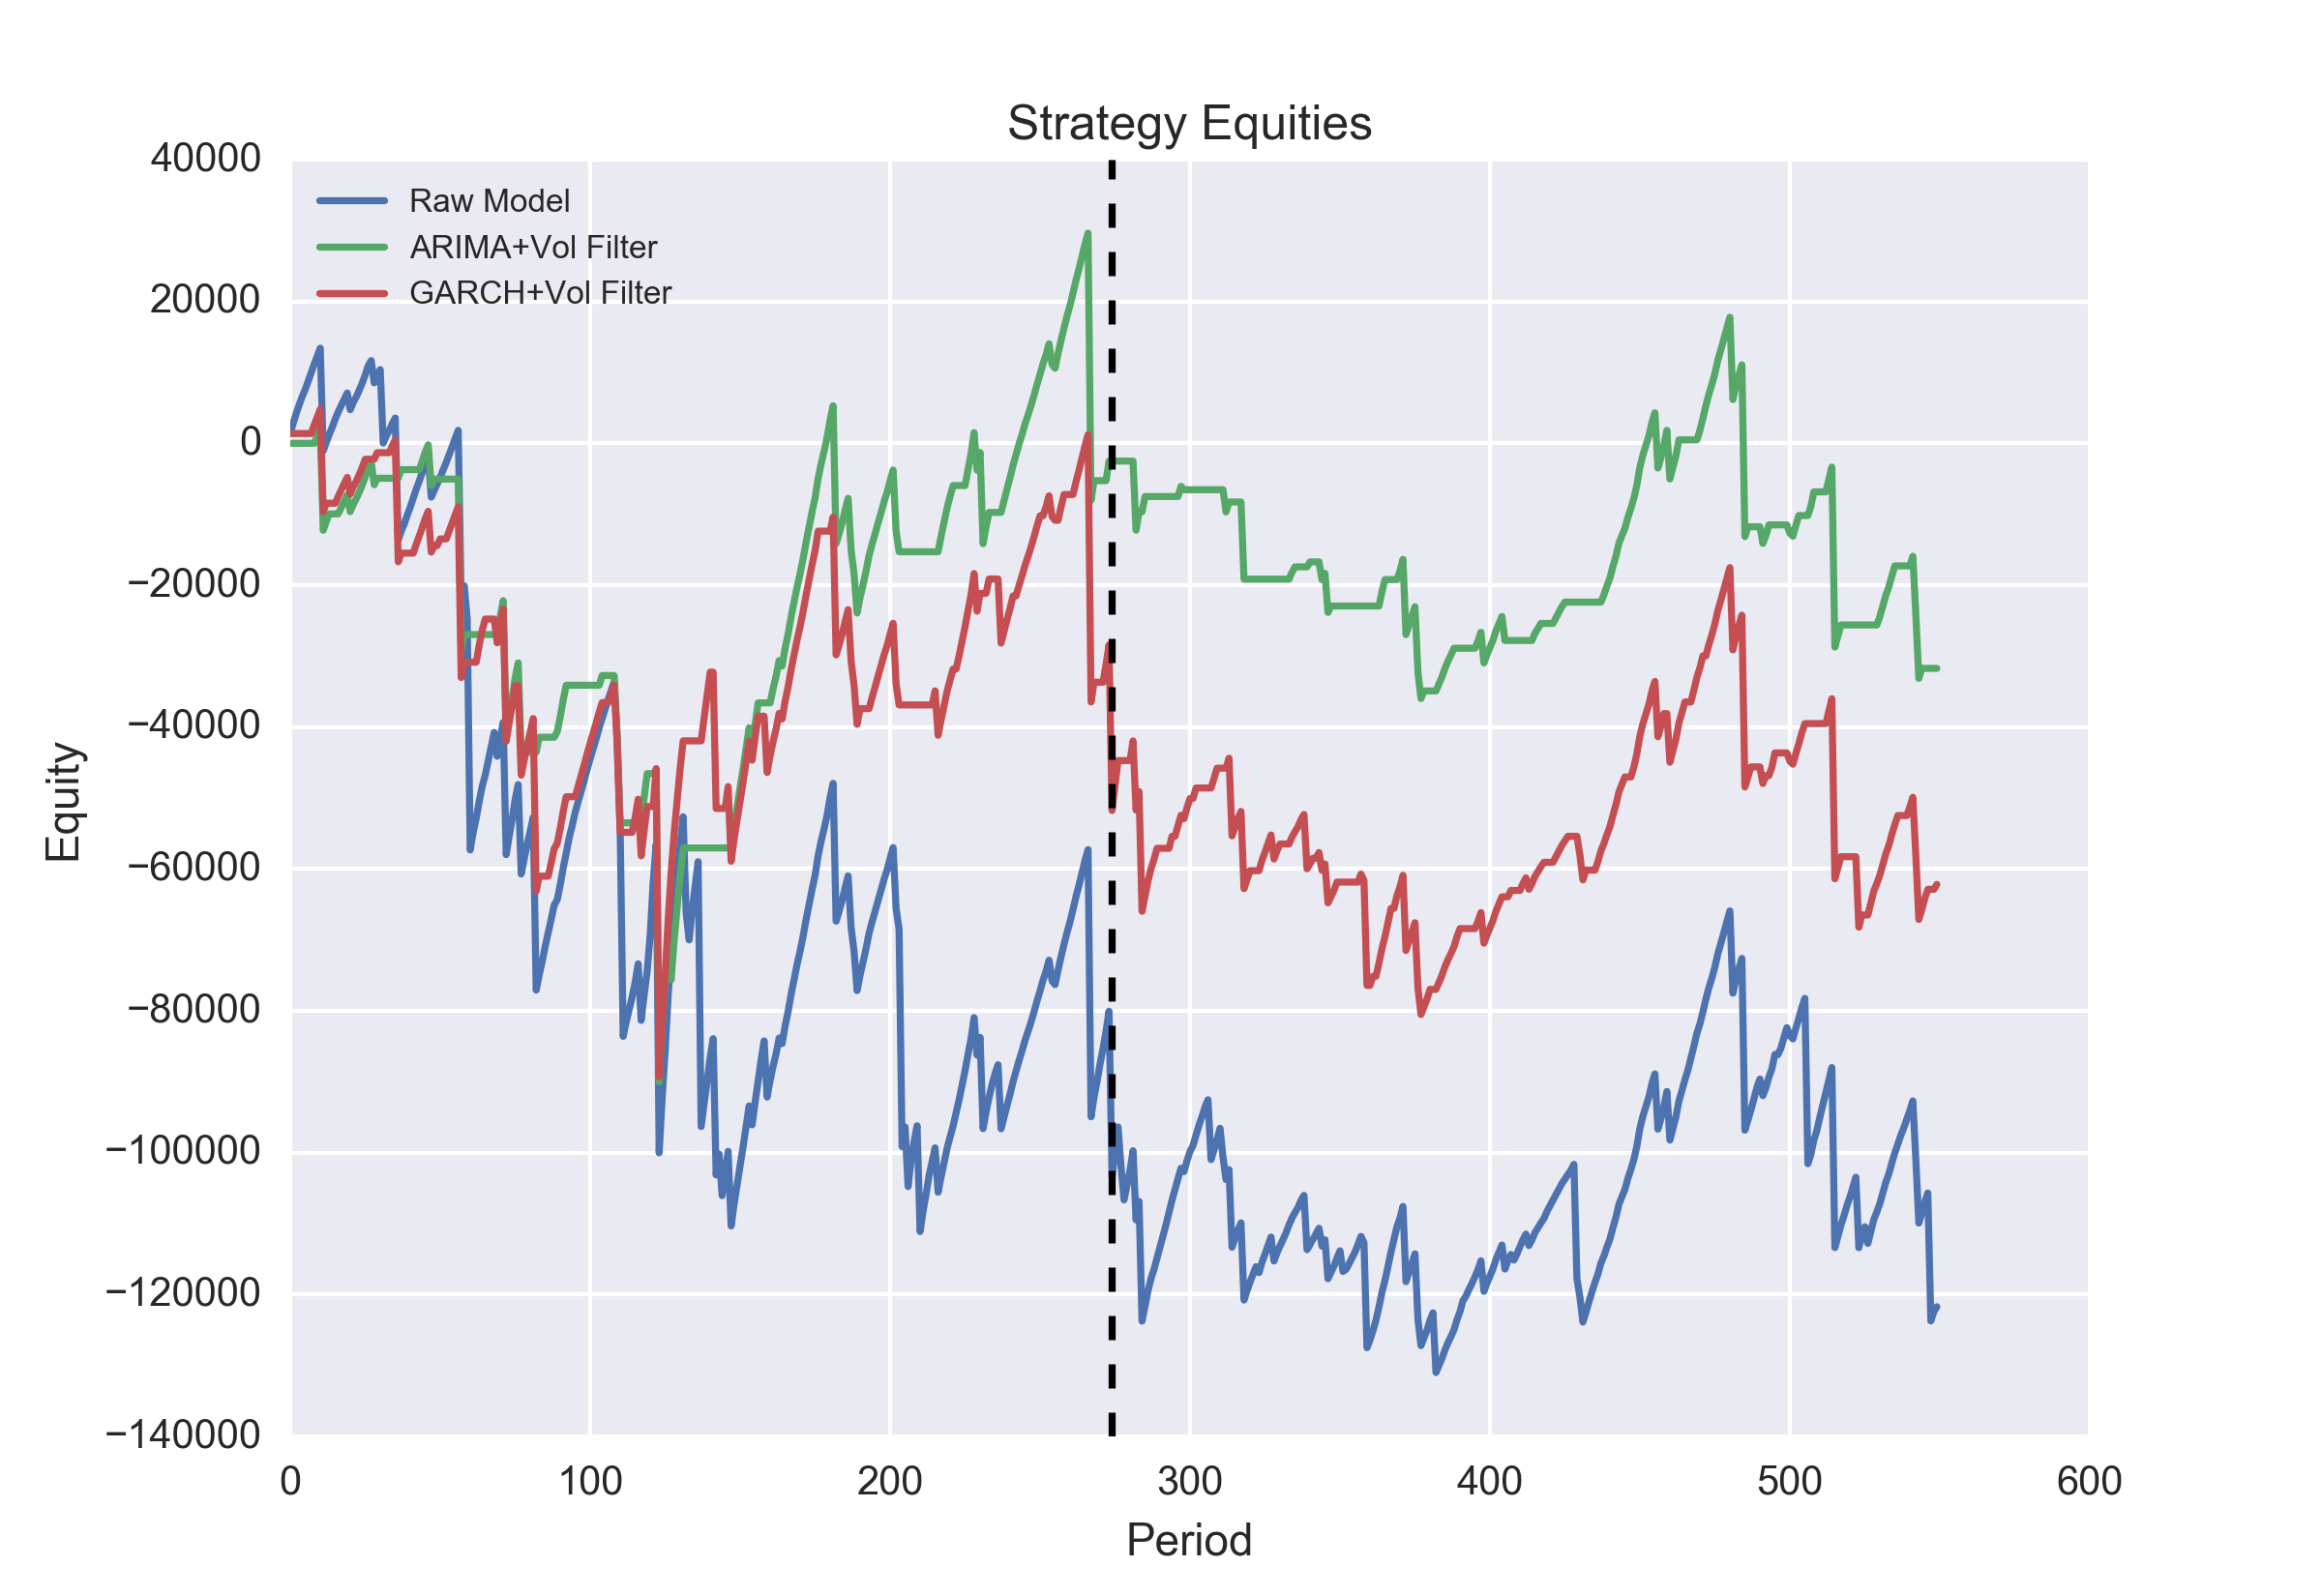 Strategy Equities
40000
20000
0
−20000
−40000
−60000
−80000
−100000
−120000
−140000
Raw Model
ARIMA+Vol Filter
GARCH+Vol Filter
Equity
0 100 200 300 400 500 600
Period